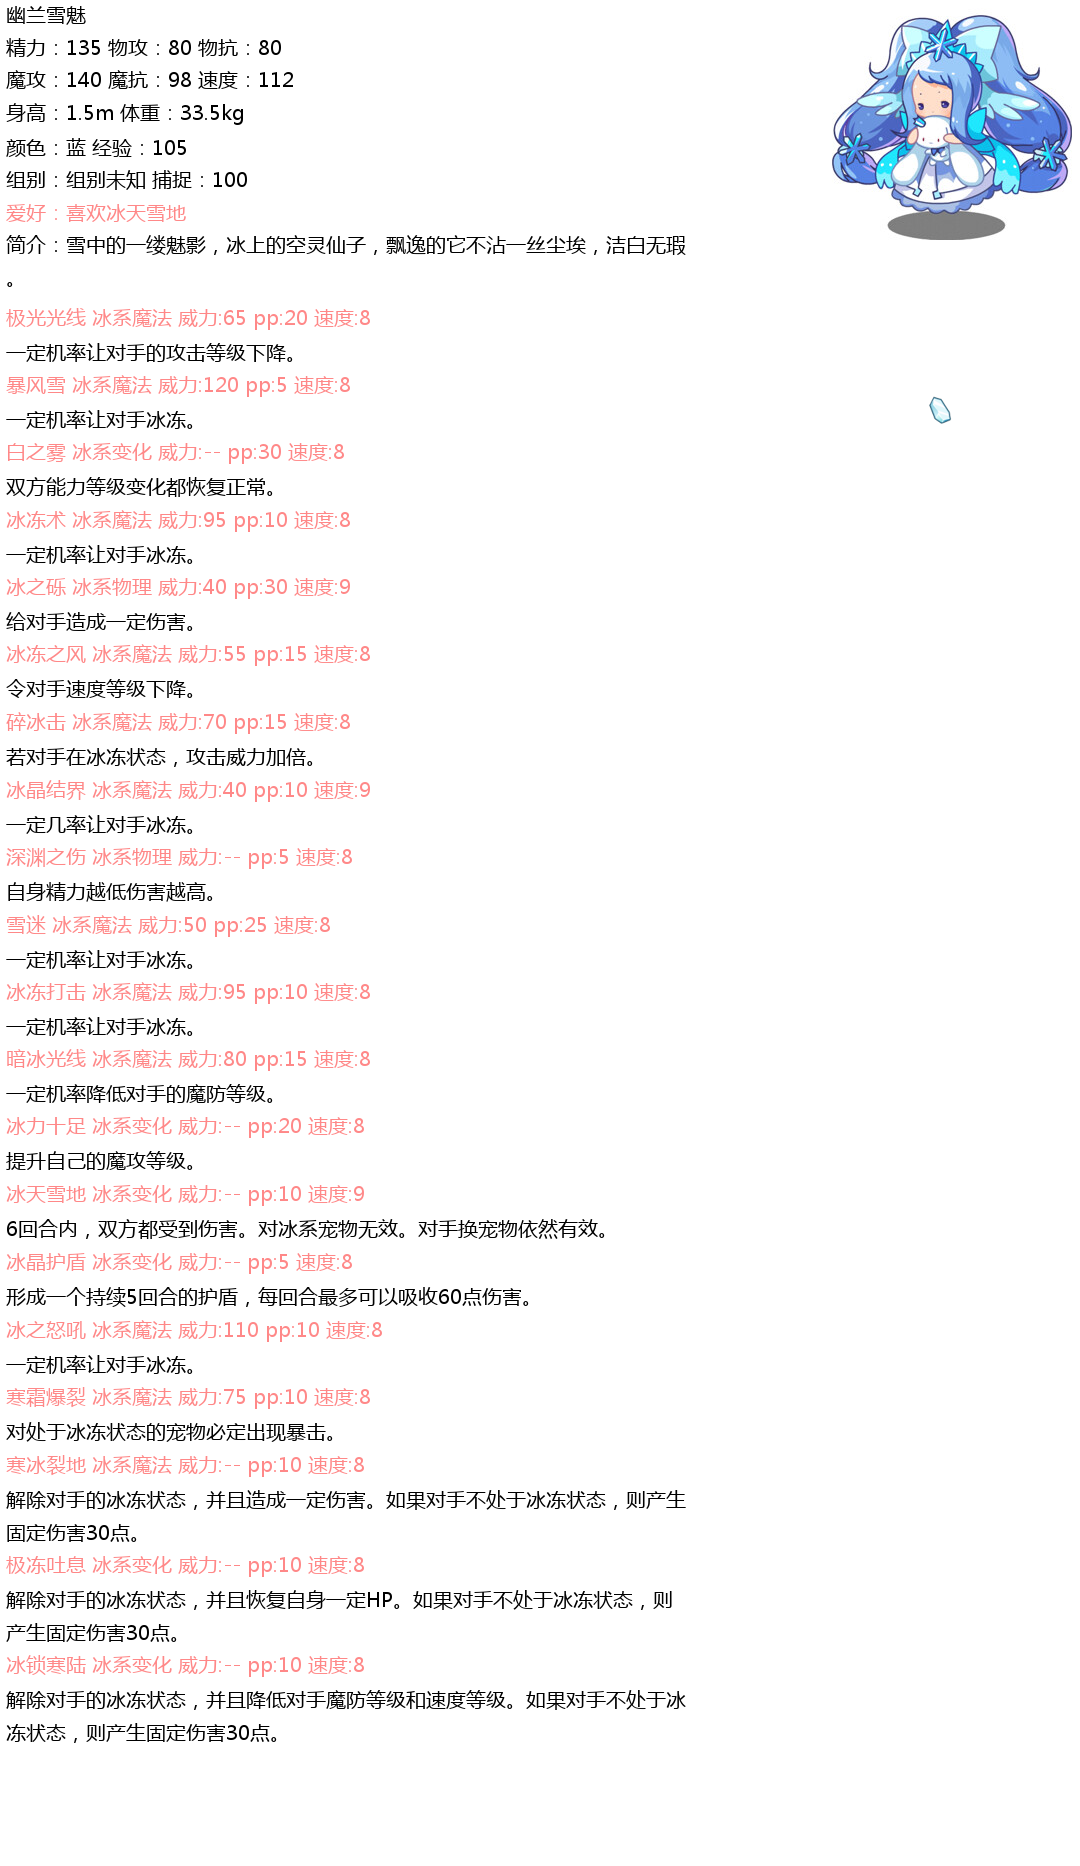 幽兰雪魅
精力：135 物攻：80 物抗：80
魔攻：140 魔抗：98 速度：112
身高：1.5m 体重：33.5kg
颜色：蓝 经验：105
组别：组别未知 捕捉：100
爱好：喜欢冰天雪地
简介：雪中的一缕魅影，冰上的空灵仙子，飘逸的它不沾一丝尘埃，洁白无瑕
。
极光光线 冰系魔法 威力:65 pp:20 速度:8
一定机率让对手的攻击等级下降。
暴风雪 冰系魔法 威力:120 pp:5 速度:8
一定机率让对手冰冻。
白之雾 冰系变化 威力:-- pp:30 速度:8
双方能力等级变化都恢复正常。
冰冻术 冰系魔法 威力:95 pp:10 速度:8
一定机率让对手冰冻。
冰之砾 冰系物理 威力:40 pp:30 速度:9
给对手造成一定伤害。
冰冻之风 冰系魔法 威力:55 pp:15 速度:8
令对手速度等级下降。
碎冰击 冰系魔法 威力:70 pp:15 速度:8
若对手在冰冻状态，攻击威力加倍。
冰晶结界 冰系魔法 威力:40 pp:10 速度:9
一定几率让对手冰冻。
深渊之伤 冰系物理 威力:-- pp:5 速度:8
自身精力越低伤害越高。
雪迷 冰系魔法 威力:50 pp:25 速度:8
一定机率让对手冰冻。
冰冻打击 冰系魔法 威力:95 pp:10 速度:8
一定机率让对手冰冻。
暗冰光线 冰系魔法 威力:80 pp:15 速度:8
一定机率降低对手的魔防等级。
冰力十足 冰系变化 威力:-- pp:20 速度:8
提升自己的魔攻等级。
冰天雪地 冰系变化 威力:-- pp:10 速度:9
6回合内，双方都受到伤害。对冰系宠物无效。对手换宠物依然有效。
冰晶护盾 冰系变化 威力:-- pp:5 速度:8
形成一个持续5回合的护盾，每回合最多可以吸收60点伤害。
冰之怒吼 冰系魔法 威力:110 pp:10 速度:8
一定机率让对手冰冻。
寒霜爆裂 冰系魔法 威力:75 pp:10 速度:8
对处于冰冻状态的宠物必定出现暴击。
寒冰裂地 冰系魔法 威力:-- pp:10 速度:8
解除对手的冰冻状态，并且造成一定伤害。如果对手不处于冰冻状态，则产生
固定伤害30点。
极冻吐息 冰系变化 威力:-- pp:10 速度:8
解除对手的冰冻状态，并且恢复自身一定HP。如果对手不处于冰冻状态，则
产生固定伤害30点。
冰锁寒陆 冰系变化 威力:-- pp:10 速度:8
解除对手的冰冻状态，并且降低对手魔防等级和速度等级。如果对手不处于冰
冻状态，则产生固定伤害30点。